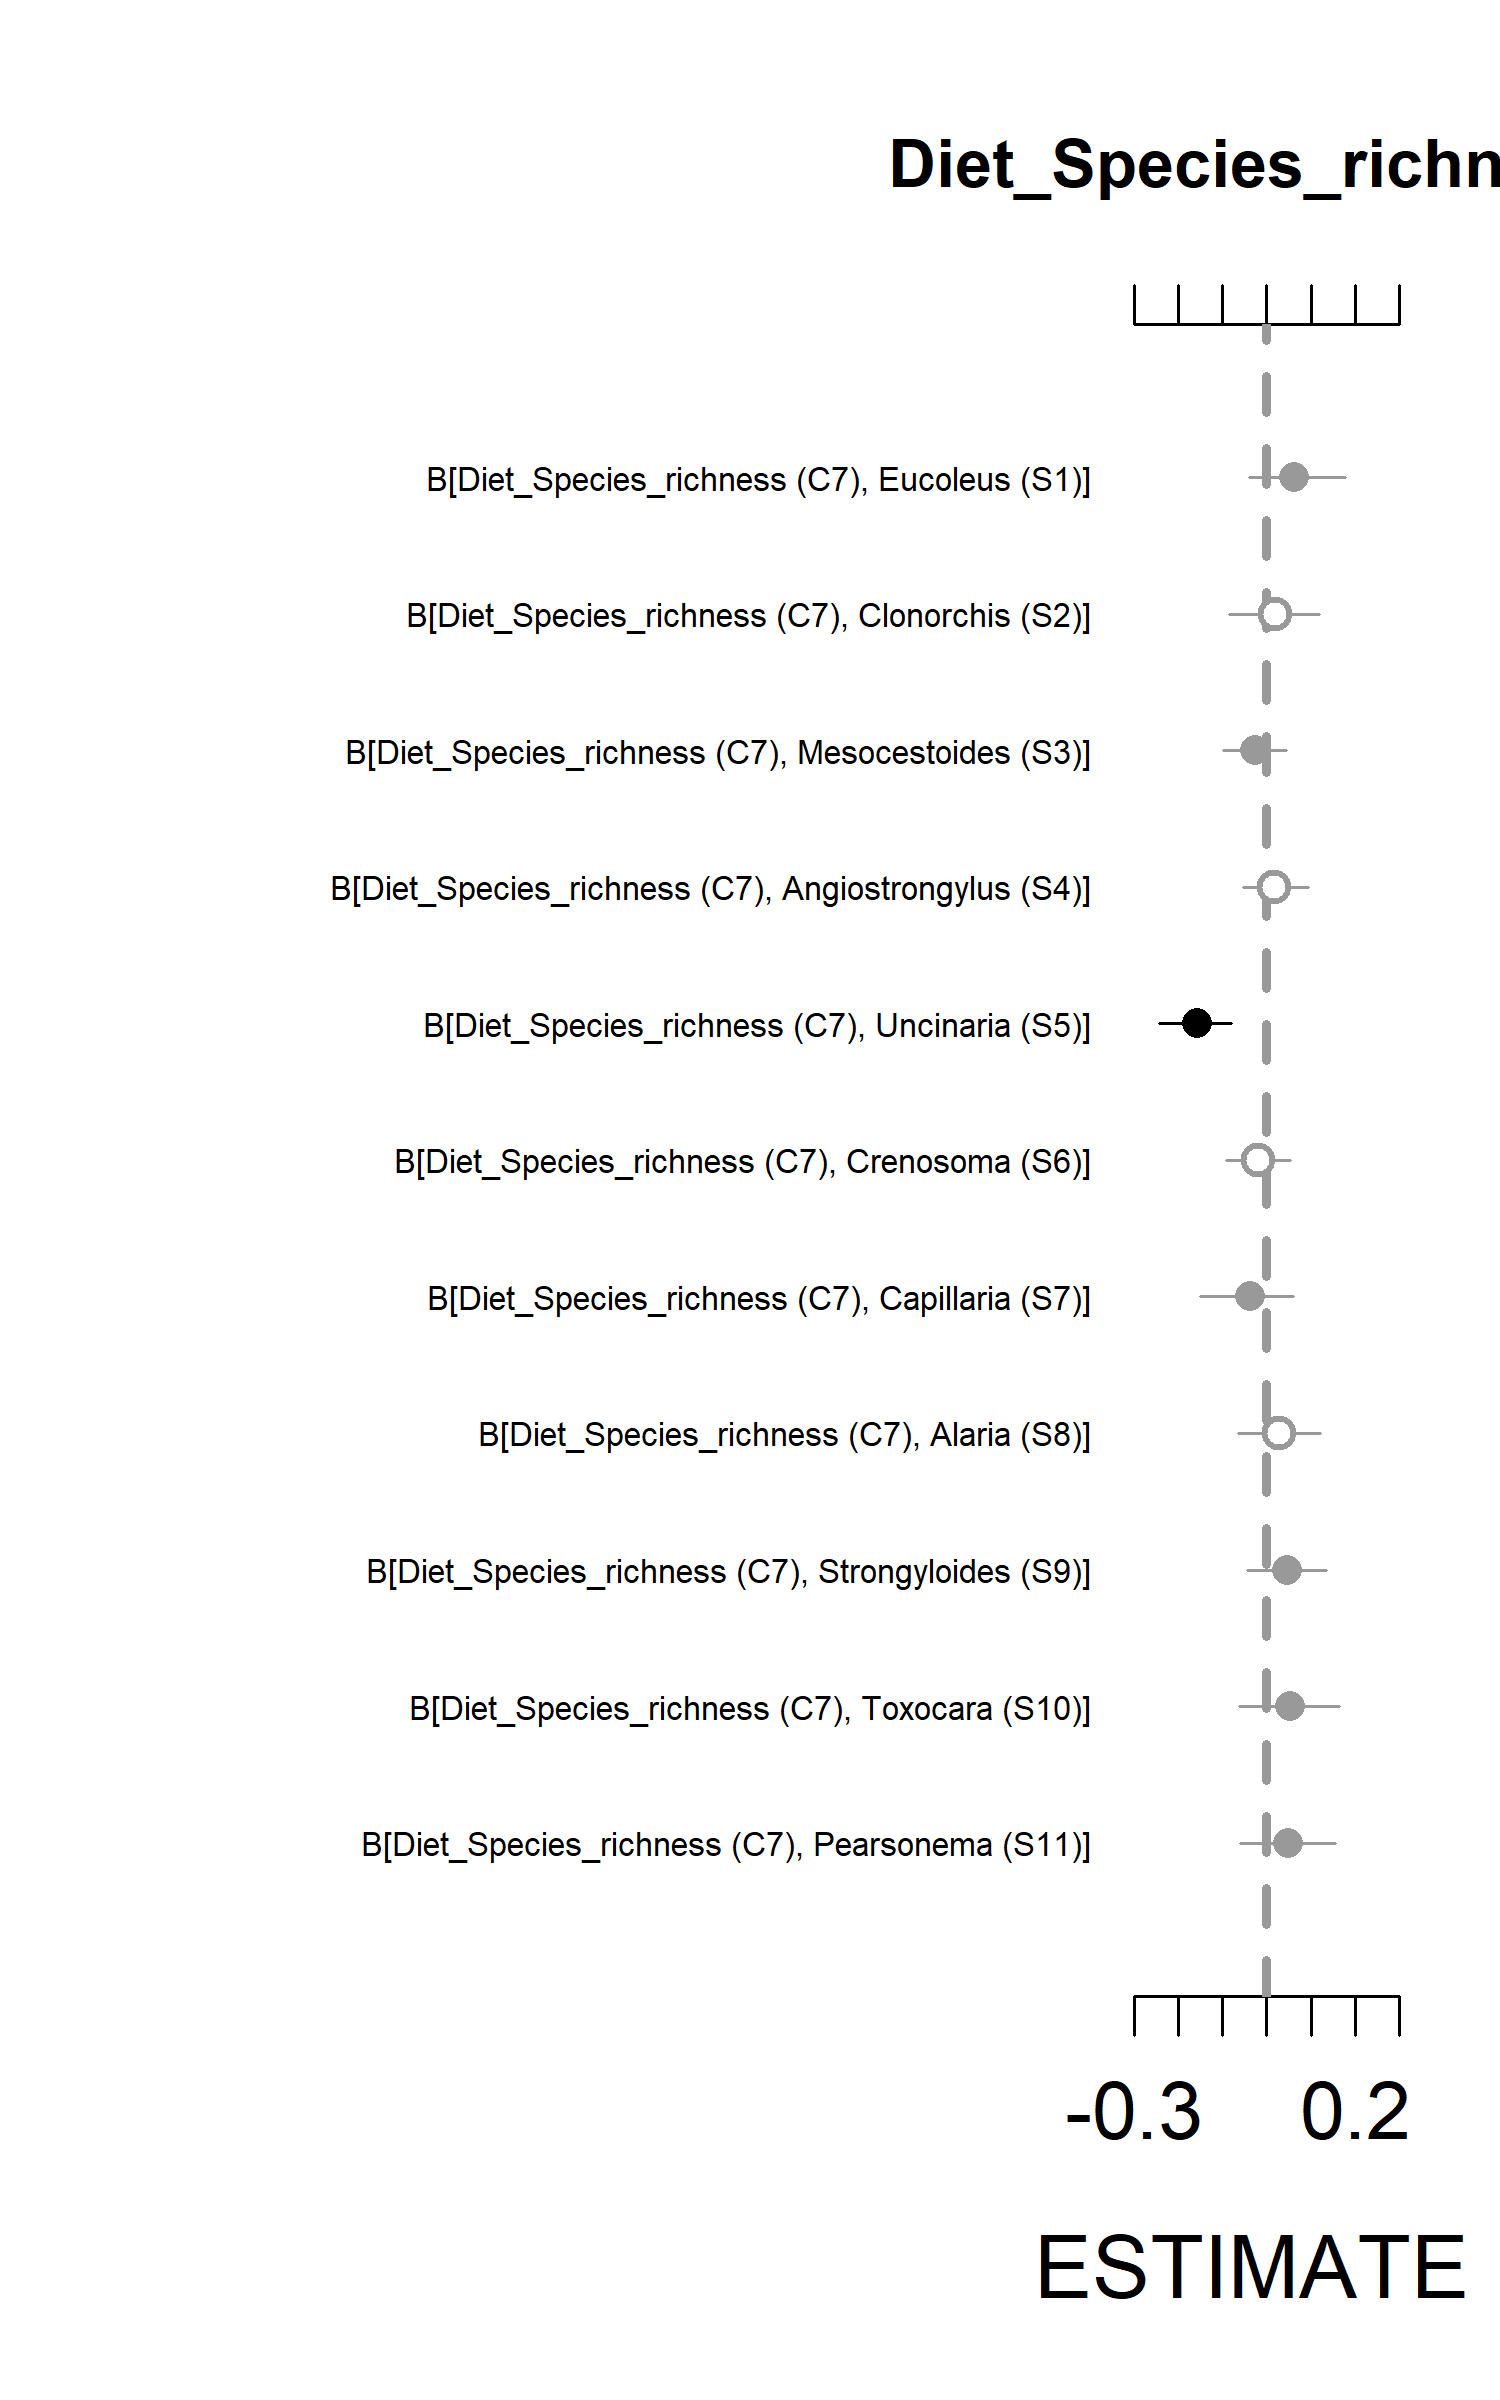 Diet_Species_richn
B[Diet_Species_richness (C7), Eucoleus (S1)]
B[Diet_Species_richness (C7), Clonorchis (S2)]
B[Diet_Species_richness (C7), Mesocestoides (S3)]
B[Diet_Species_richness (C7), Angiostrongylus (S4)]
B[Diet_Species_richness (C7), Uncinaria (S5)]
B[Diet_Species_richness (C7), Crenosoma (S6)]
B[Diet_Species_richness (C7), Capillaria (S7)]
B[Diet_Species_richness (C7), Alaria (S8)]
B[Diet_Species_richness (C7), Strongyloides (S9)]
B[Diet_Species_richness (C7), Toxocara (S10)]
B[Diet_Species_richness (C7), Pearsonema (S11)]
-0.3 0.2
ESTIMATE